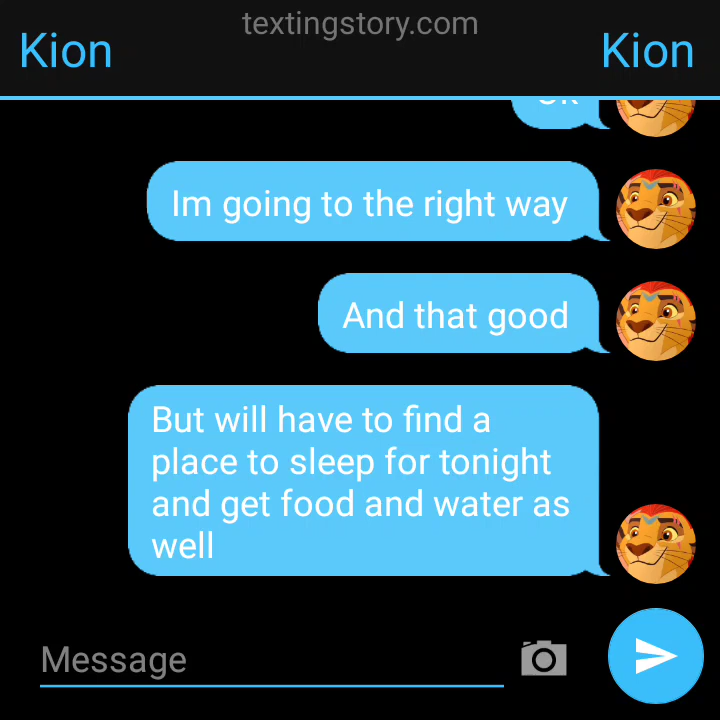 textingstory.com
Kion
Kion
Im going to the right way
And that good
But will have to find a
place to sleep for tonight
and get food and water as
well
Message